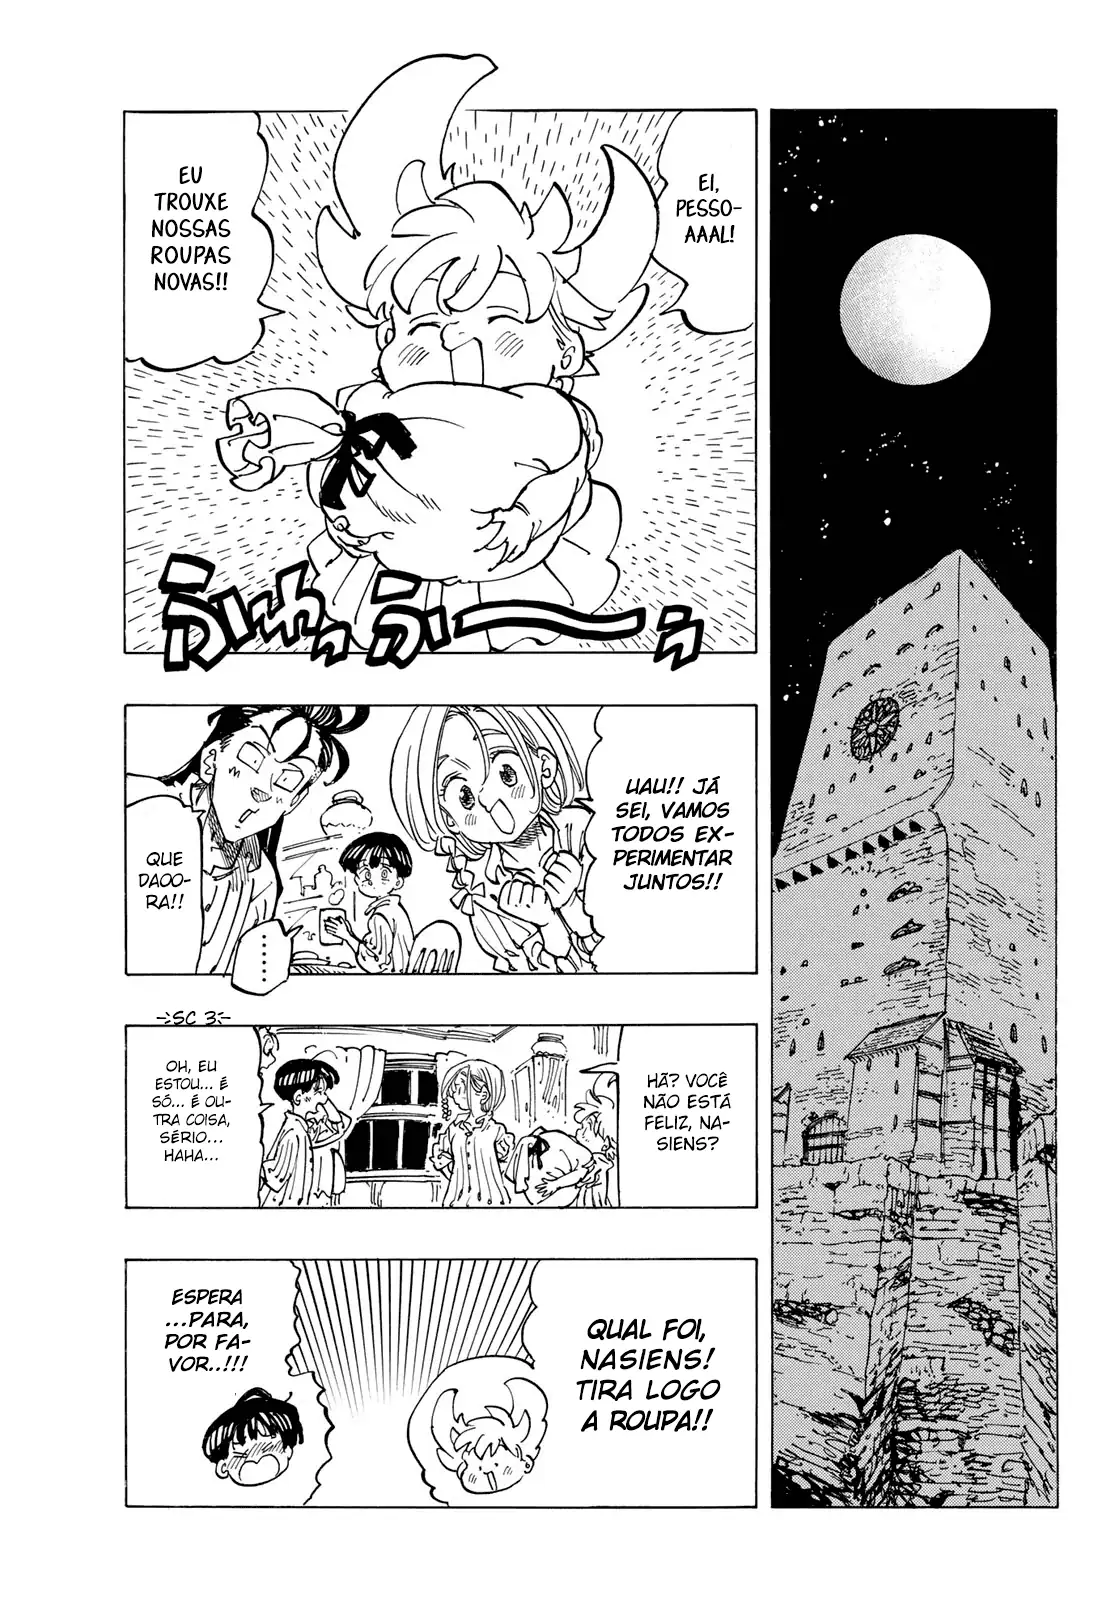 EI,
PESSO-
AAAL!
EU
TROUXE
NOSSAS
ROUPAS
NOVAS!!
UAU!! JÁ
SEI, VAMOS
TODOS EX-
PERIMENTAR
JUNTOS!!
QUE
DAOO-
RA!!
......
SC 3
HÃ? VOCÊ
NÃO ESTÁ
FELIZ, NA-
SIENS?
OH, EU
ESTOU... É
SÓ... É OU-
TRA COISA,
SÉRIO...
HAHA...
QUAL FOI,
NASIENS!
TIRA LOGO
A ROUPA!!
ESPERA
...PARA,
POR FA-
VOR..!!!